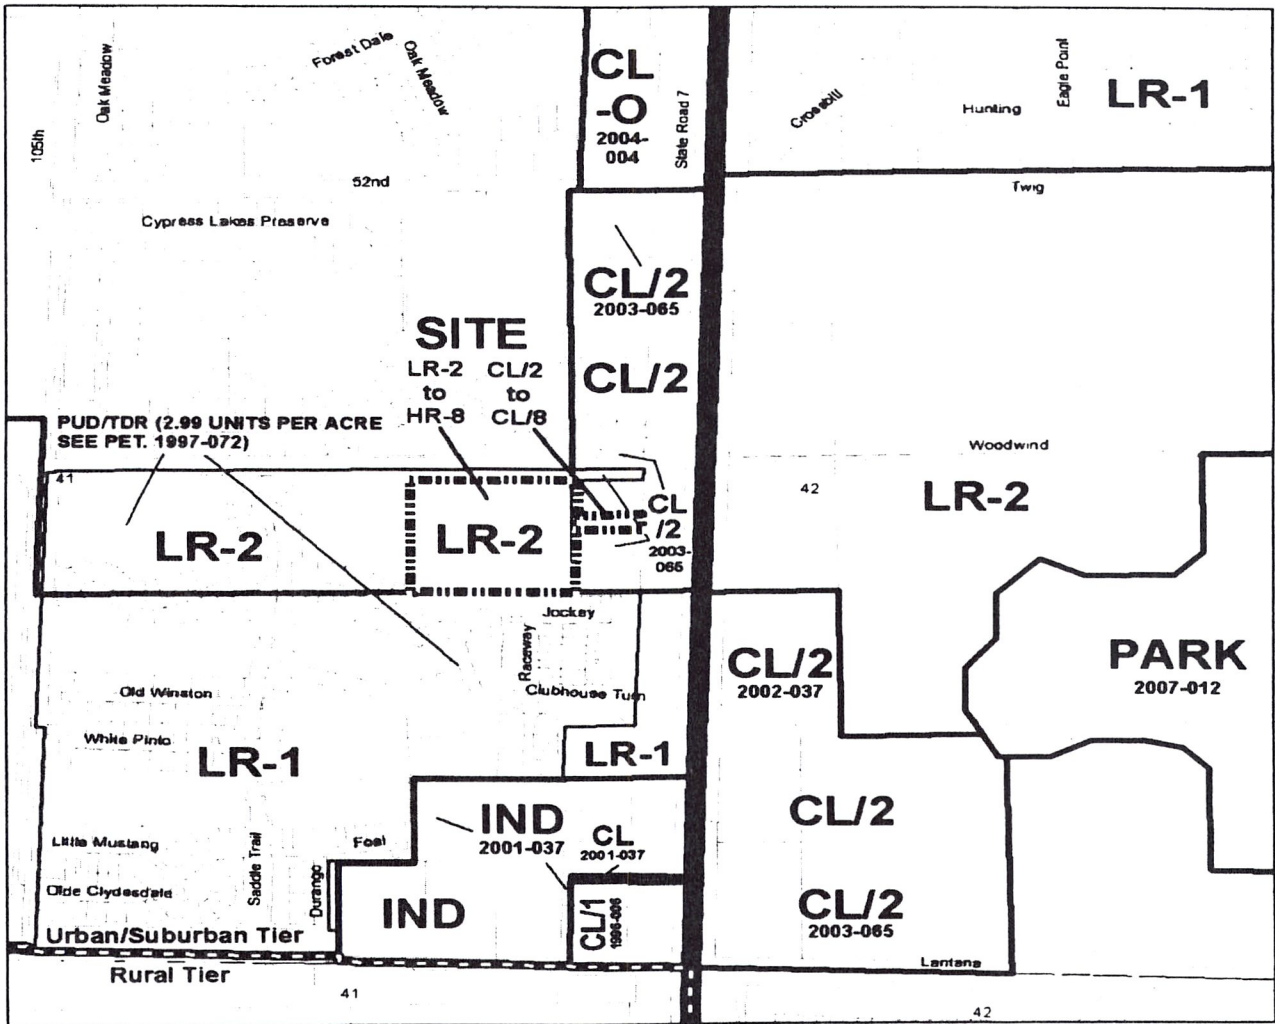 Oak Meadow
Forest Dale
Oak Meadow
105th
52nd
Cypress Lakes Preserve
CL
-O
2004-
004
State Road 7
Crossbill
Hunting
Eagle Point
LR-1
Twig
CL/2
2003-065
CL/2
SITE
LR-2
to
HR-8
CL/2
to
CL/8
PUD/TDR (2.99 UNITS PER ACRE
SEE PET. 1997-072)
41
LR-2
LR-2
CL
/2
2003-
065
Woodwind
42
LR-2
Jockey
Raceway
Clubhouse Turn
CL/2
2002-037
PARK
2007-012
Old Winston
White Pinto
LR-1
LR-1
IND
2001-037
CL
2001-037
CL/2
Little Mustang
Saddle Trail
Foal
Olde Clydesdale
Durango
IND
CL/1
1996-006
CL/2
2003-065
Urban/Suburban Tier
Rural Tier
Lantana
41
42